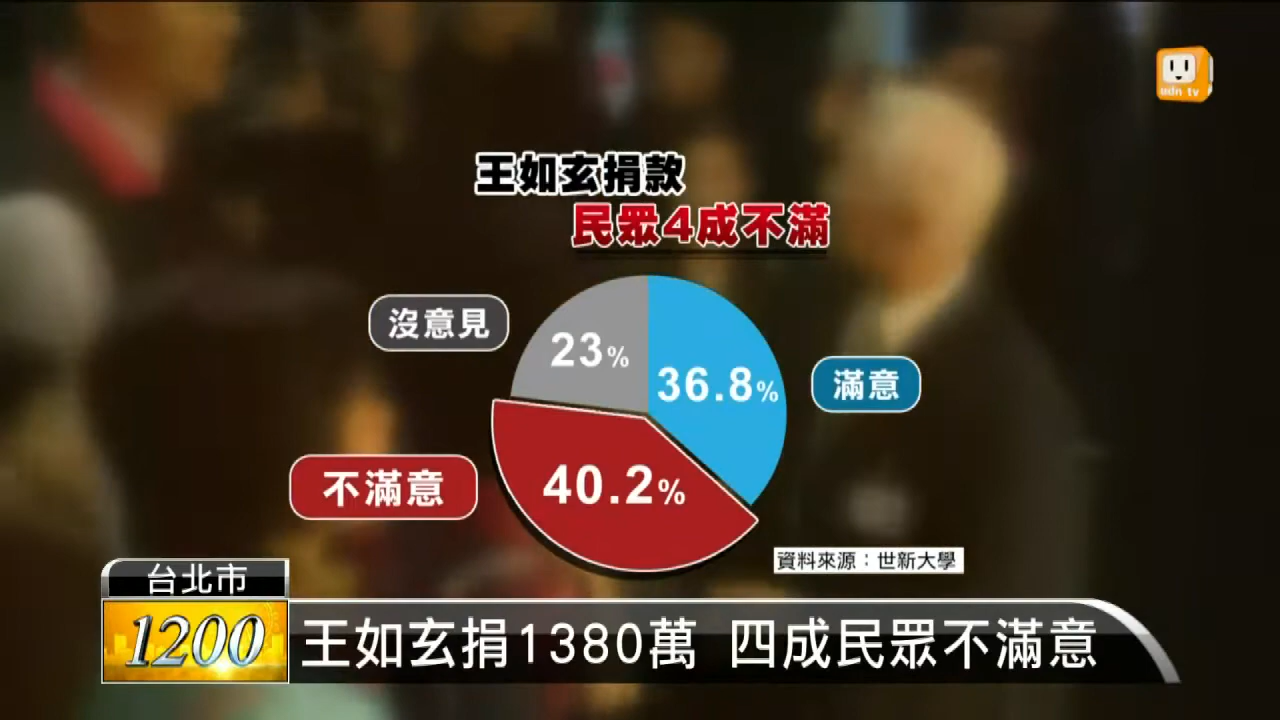 udn tv
王如玄捐款
民眾4成不滿
沒意見
23%
36.8%
滿意
不滿意
40.2%
資料來源：世新大學
台北市
1200
王如玄捐1380萬 四成民眾不滿意